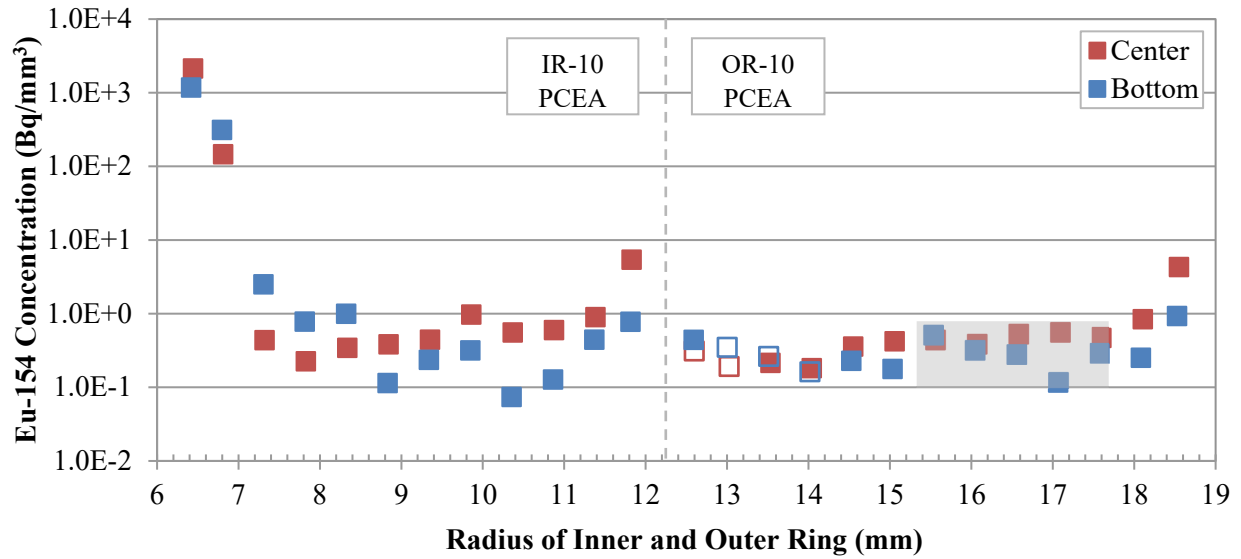 1.0E+4
1.0E+3
1.0E+2
1.0E+1
1.0E+0
1.0E-1
1.0E-2
Eu-154 Concentration (Bq/mm³)
IR-10
PCEA
OR-10
PCEA
Center
Bottom
6 7 8 9 10 11 12 13 14 15 16 17 18 19
Radius of Inner and Outer Ring (mm)